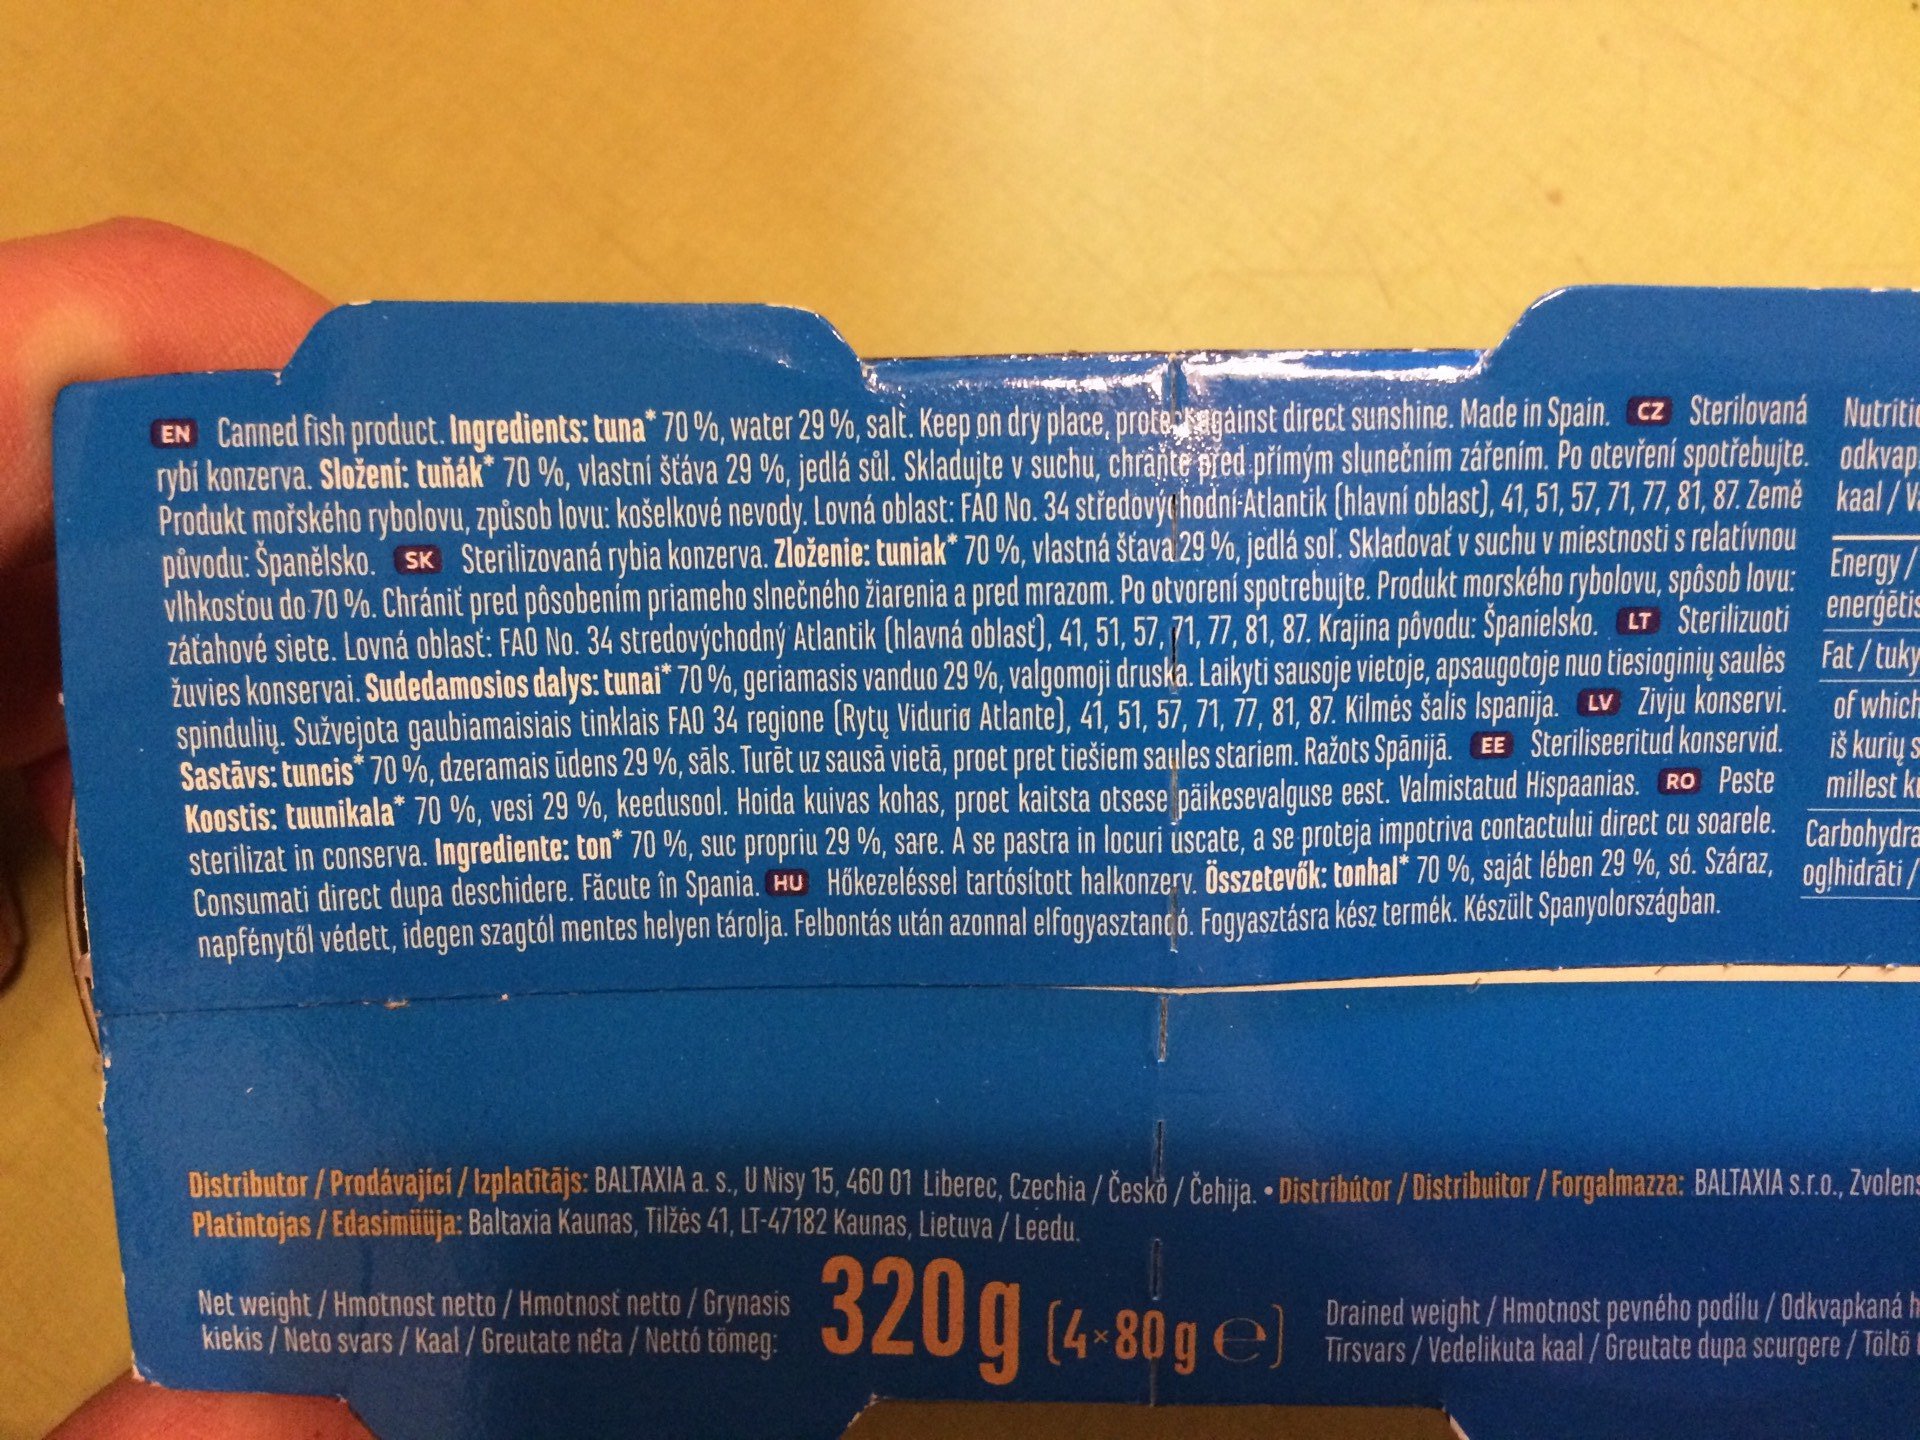 EN Canned fish product. Ingredients: tuna* 70 %, water 29 %, salt. Keep on dry place, protect against direct sunshine. Made in Spain. CZ Sterilovaná
rybí konzerva. Složení: tuňák* 70 %, vlastní šťáva 29 %, jedlá sůl. Skladujte v suchu, chraňte před přímým slunečním zářením. Po otevření spotřebujte.
Produkt mořského rybolovu, způsob lovu: košelkové nevody. Lovná oblast: FAO No. 34 středovýchodní Atlantik (hlavní oblast), 41, 51, 57, 71, 77, 81, 87. Země
původu: Španělsko. SK Sterilizovaná rybia konzerva. Zloženie: tuniak* 70 %, vlastná šťava 29 %, jedlá soľ. Skladovať v suchu v miestnosti s relatívnou
vlhkosťou do 70 %. Chrániť pred pôsobením priameho slnečného žiarenia a pred mrazom. Po otvorení spotrebujte. Produkt morského rybolovu, spôsob lovu:
záťahové siete. Lovná oblasť: FAO No. 34 stredovýchodný Atlantik (hlavná oblasť), 41, 51, 57, 71, 77, 81, 87. Krajina pôvodu: Španielsko. LT Sterilizuoti
žuvies konservai. Sudedamosios dalys: tunai* 70 %, geriamasis vanduo 29 %, valgomoji druska. Laikyti sausoje vietoje, apsaugotoje nuo tiesioginių saulės
spindulių. Sužvejota gaubiamaisiais tinklais FAO 34 regione (Rytų Vidurio Atlante), 41, 51, 57, 71, 77, 81, 87. Kilmės šalis Ispanija. LV Zivju konservi.
Sastāvs: tuncis* 70 %, dzeramais ūdens 29 %, sāls. Turēt uz sausā vietā, proet pret tiešiem saules stariem. Ražots Spānijā. EE Steriliseeritud konservid.
Koostis: tuunikala* 70 %, vesi 29 %, keedusool. Hoida kuivas kohas, proet kaitsta otsese päikesevalguse eest. Valmistatud Hispaanias. RO Peste
sterilizat in conserva. Ingrediente: ton* 70 %, suc propriu 29 %, sare. A se pastra in locuri uscate, a se proteja impotriva contactului direct cu soarele.
Consumati direct dupa deschidere. Făcute în Spania. HU Hőkezeléssel tartósított halkonzerv. Összetevők: tonhal* 70 %, saját lében 29 %, só. Száraz,
napfénytől védett, idegen szagtól mentes helyen tárolja. Felbontás után azonnal elfogyasztandó. Fogyasztásra kész termék. Készült Spanyolországban.
odkvap
kaal /
Energy /
Fat / tuky
of which
iš kurių s
millest
Distributor / Prodávající / Izplatītājs: BALTAXIA a. s., U Nisy 15, 460 01 Liberec, Czechia / Česko / Čehija. • Distribútor / Distribuitor / Forgalmazza: BALTAXIA s.r.o., Zvolens
Platintojas / Edasimüüja: Baltaxia Kaunas, Tilžės 41, LT-47182 Kaunas, Lietuva / Leedu.
Net weight / Hmotnost netto / Hmotnosť netto / Grynasis
kiekis / Neto svars / Kaal / Greutate neta / Nettó tömeg:
320g (4×80g e)
Drained weight / Hmotnost pevného podílu / Odkvapkaná
Tirsvars / Vedelikuta kaal / Greutate dupa scurgere / Töltő